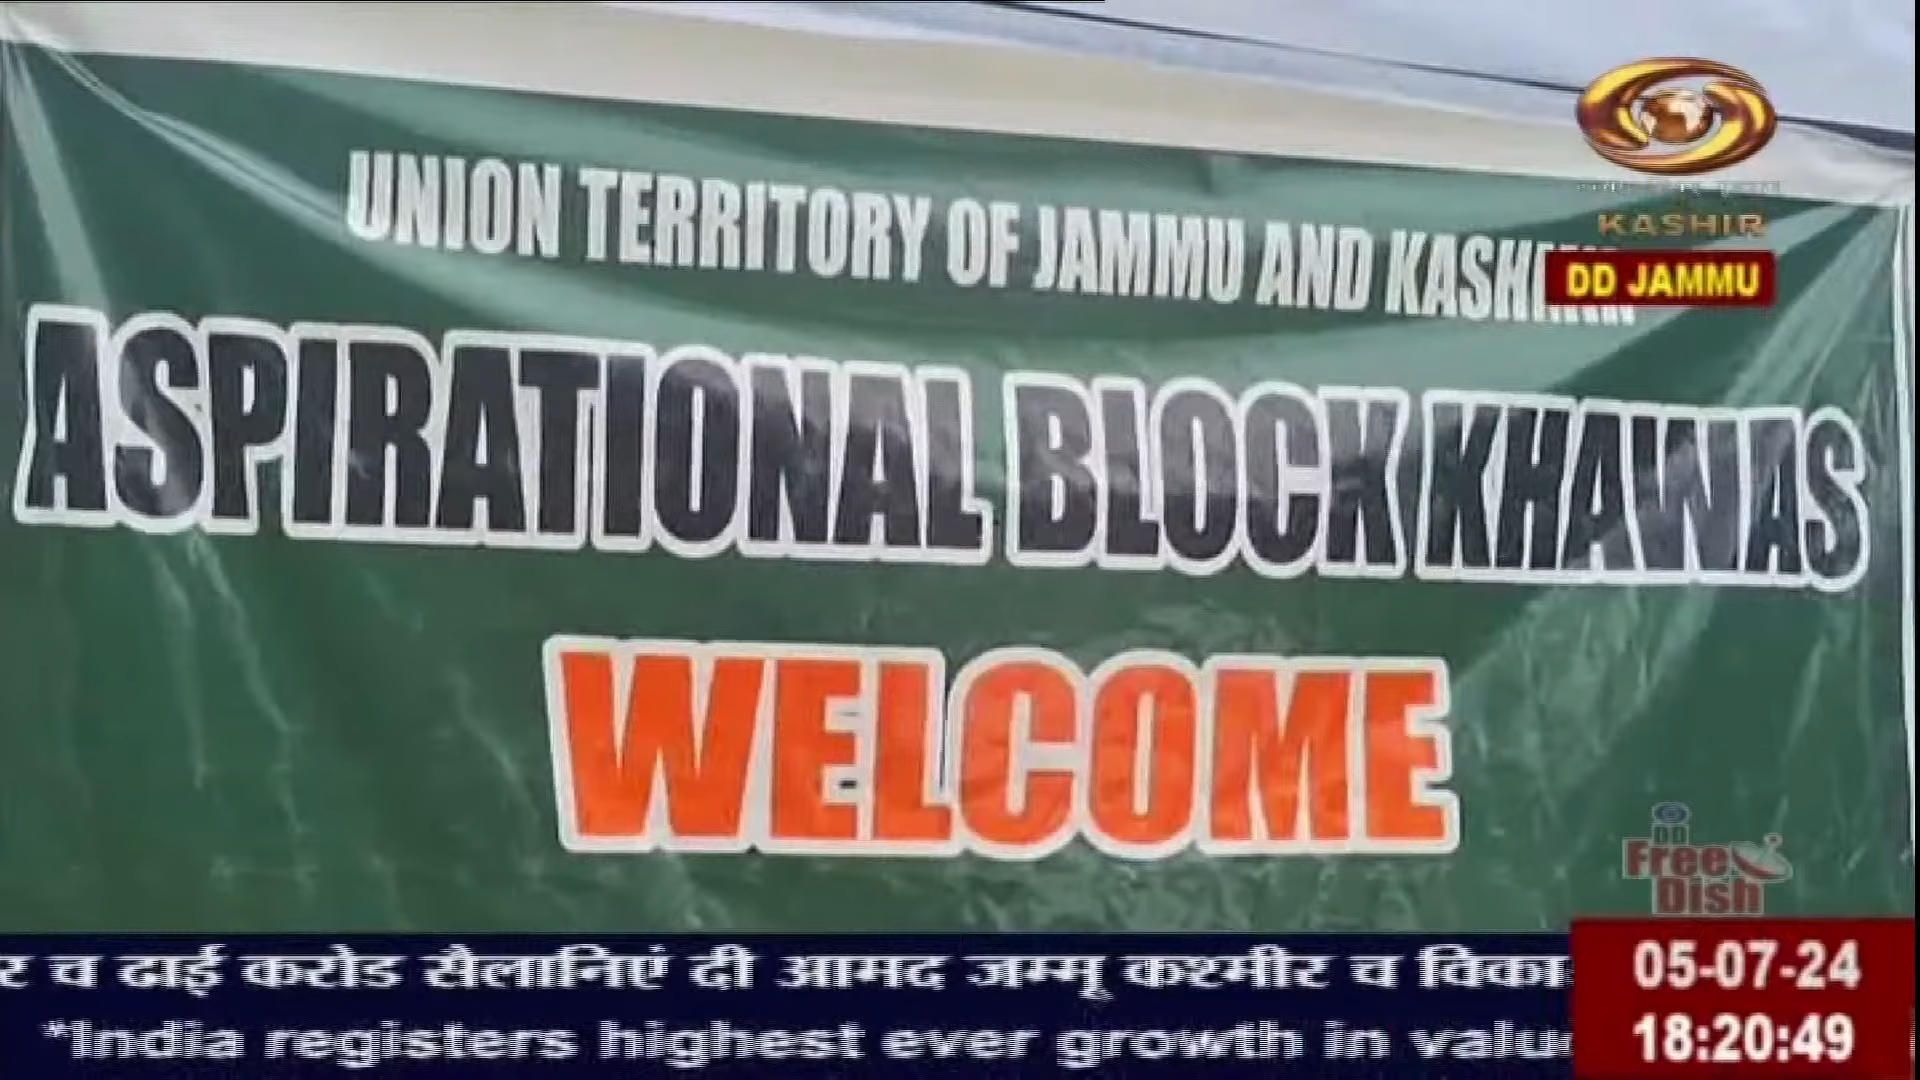 UNION TERRITORY OF JAMMU AND
KASHIR
DD JAMMU
ASPIRATIONAL BLOCK KHAWAS
WELCOME
DD
Free
Dish
र च ढाई करोड सैलानिएं दी आमद जम्मू कश्मीर च
*India registers highest ever growth in
05-07-24
18:20:49